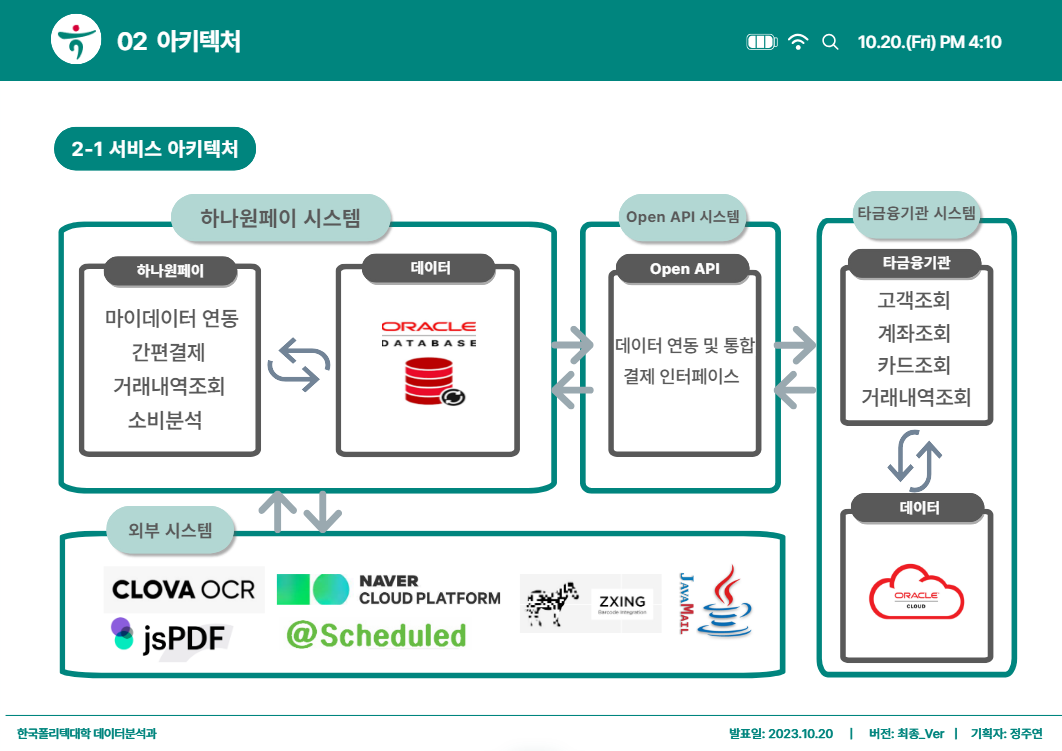 02 아키텍처
10.20.(Fri) PM 4:10
2-1 서비스 아키텍처
하나원페이 시스템
하나원페이
마이데이터 연동
간편결제
거래내역조회
소비분석
데이터
ORACLE
DATABASE
Open API 시스템
Open API
데이터 연동 및 통합
결제 인터페이스
타금융기관 시스템
타금융기관
고객조회
계좌조회
카드조회
거래내역조회
데이터
ORACLE
CLOUD
외부 시스템
CLOVA OCR
NAVER
CLOUD PLATFORM
ZXING
Barcode Integration
JAVAMAIL
jsPDF
@Scheduled
한국폴리텍대학 데이터분석과
발표일: 2023.10.20 | 버전: 최종_Ver | 기획자: 정주연